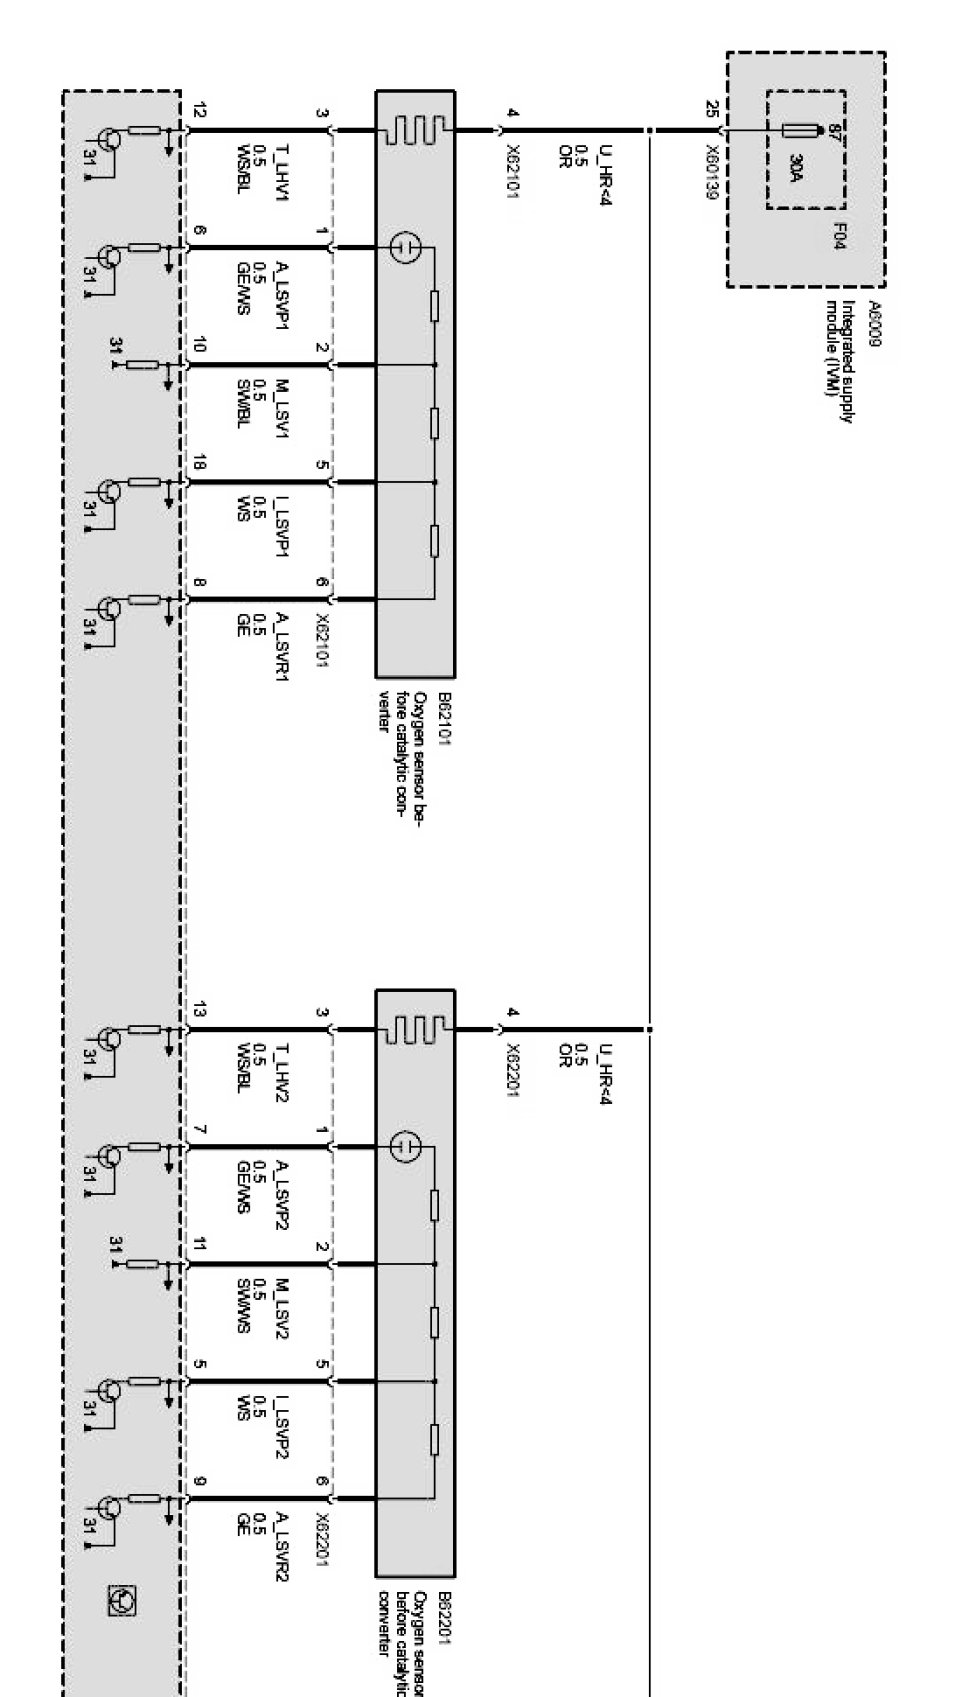 A6009
Integrated supply
module (IVM)
F04
87
30A
25
X60139
U_HR<4
0.5
OR
4
X62101
B62101
Oxygen sensor be-
fore catalytic con-
verter
3
1
2
5
6
X62101
T_LHV1
0.5
WS/BL
A_LSVP1
0.5
GE/WS
M_LSV1
0.5
SW/BL
I_LSVP1
0.5
WS
A_LSVR1
0.5
GE
12
6
10
18
8
31
31
31
31
31
U_HR<4
0.5
OR
4
X62201
B62201
Oxygen sensor
before catalytic
converter
3
1
2
5
6
X62201
T_LHV2
0.5
WS/BL
A_LSVP2
0.5
GE/WS
M_LSV2
0.5
SW/WS
I_LSVP2
0.5
WS
A_LSVR2
0.5
GE
13
7
11
5
9
31
31
31
31
31